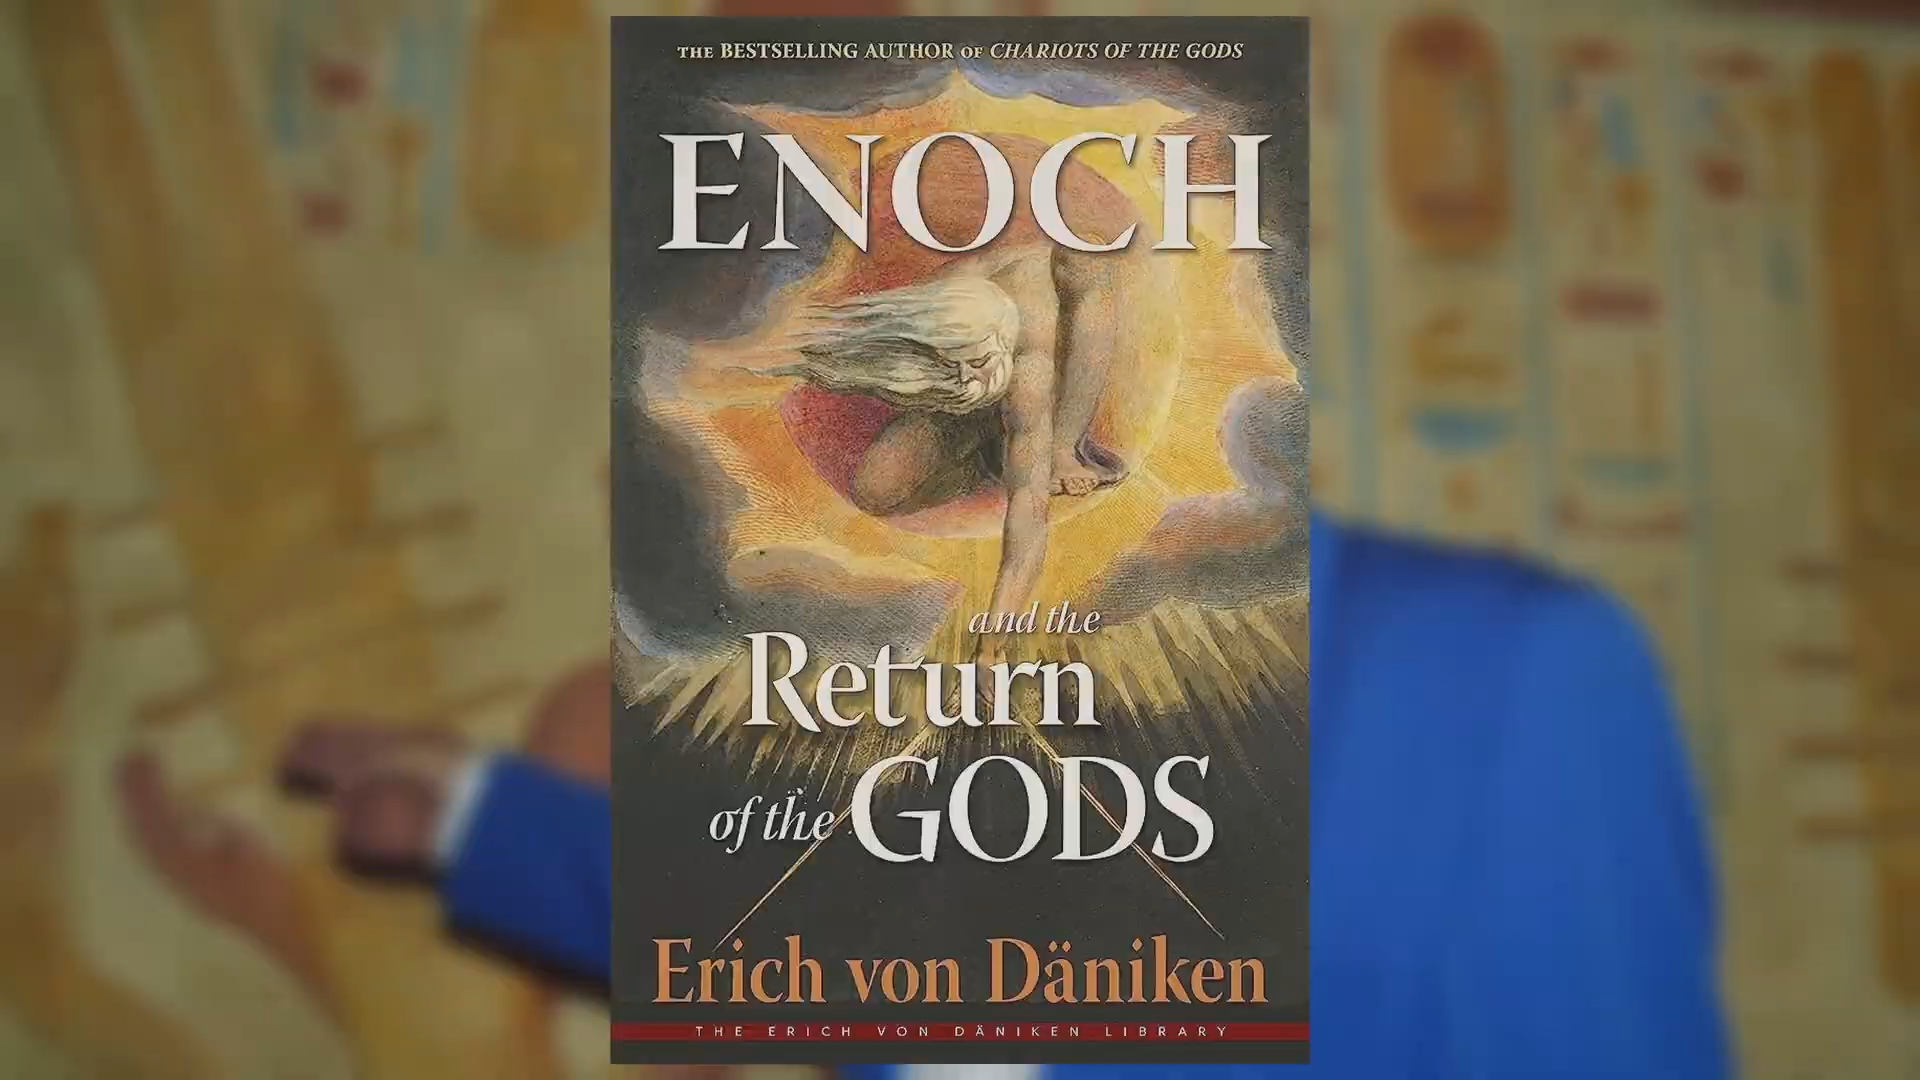 THE BESTSELLING AUTHOR OF CHARIOTS OF THE GODS
ENOCH
and the
Return
of the GODS
Erich von Däniken
THE ERICH VON DÄNIKEN LIBRARY